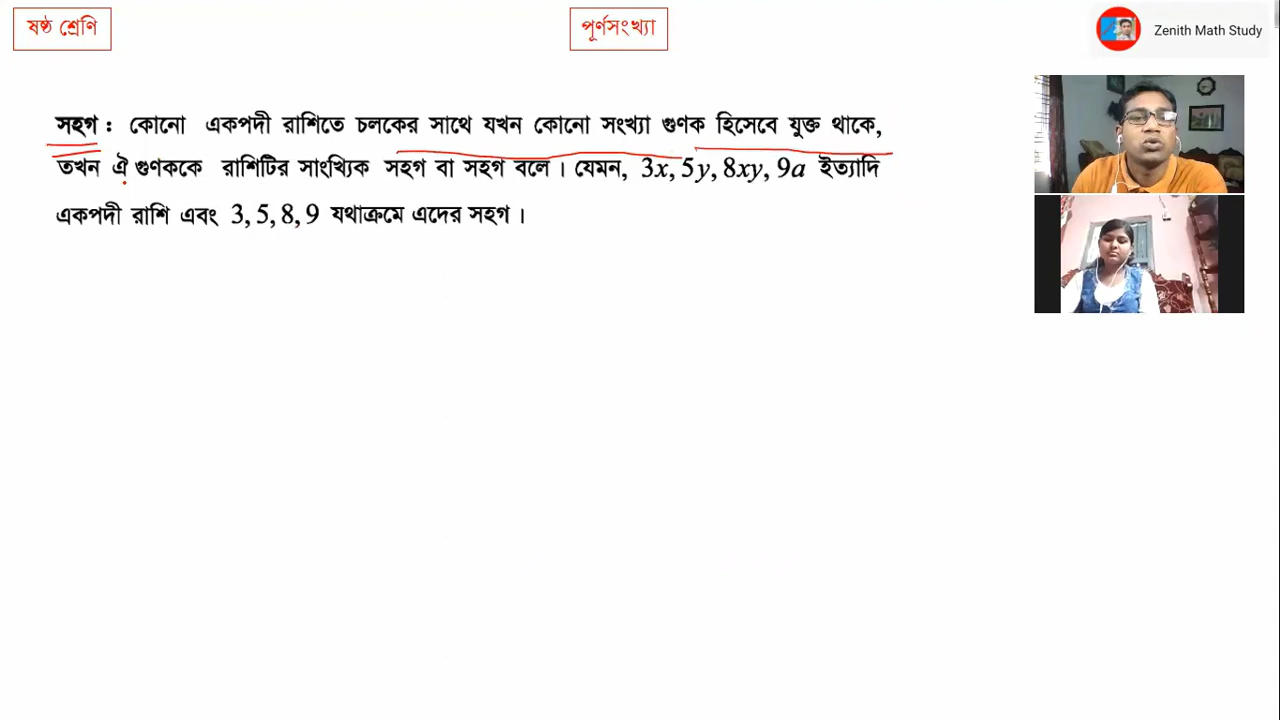 ষষ্ঠ শ্রেণি
পূর্ণসংখ্যা
Zenith Math Study
সহগ : কোনো একপদী রাশিতে চলকের সাথে যখন কোনো সংখ্যা গুণক হিসেবে যুক্ত থাকে,
তখন ঐ গুণককে রাশিটির সাংখ্যিক সহগ বা সহগ বলে । যেমন, 3x, 5y, 8xy, 9a ইত্যাদি
একপদী রাশি এবং 3, 5, 8, 9 যথাক্রমে এদের সহগ ।